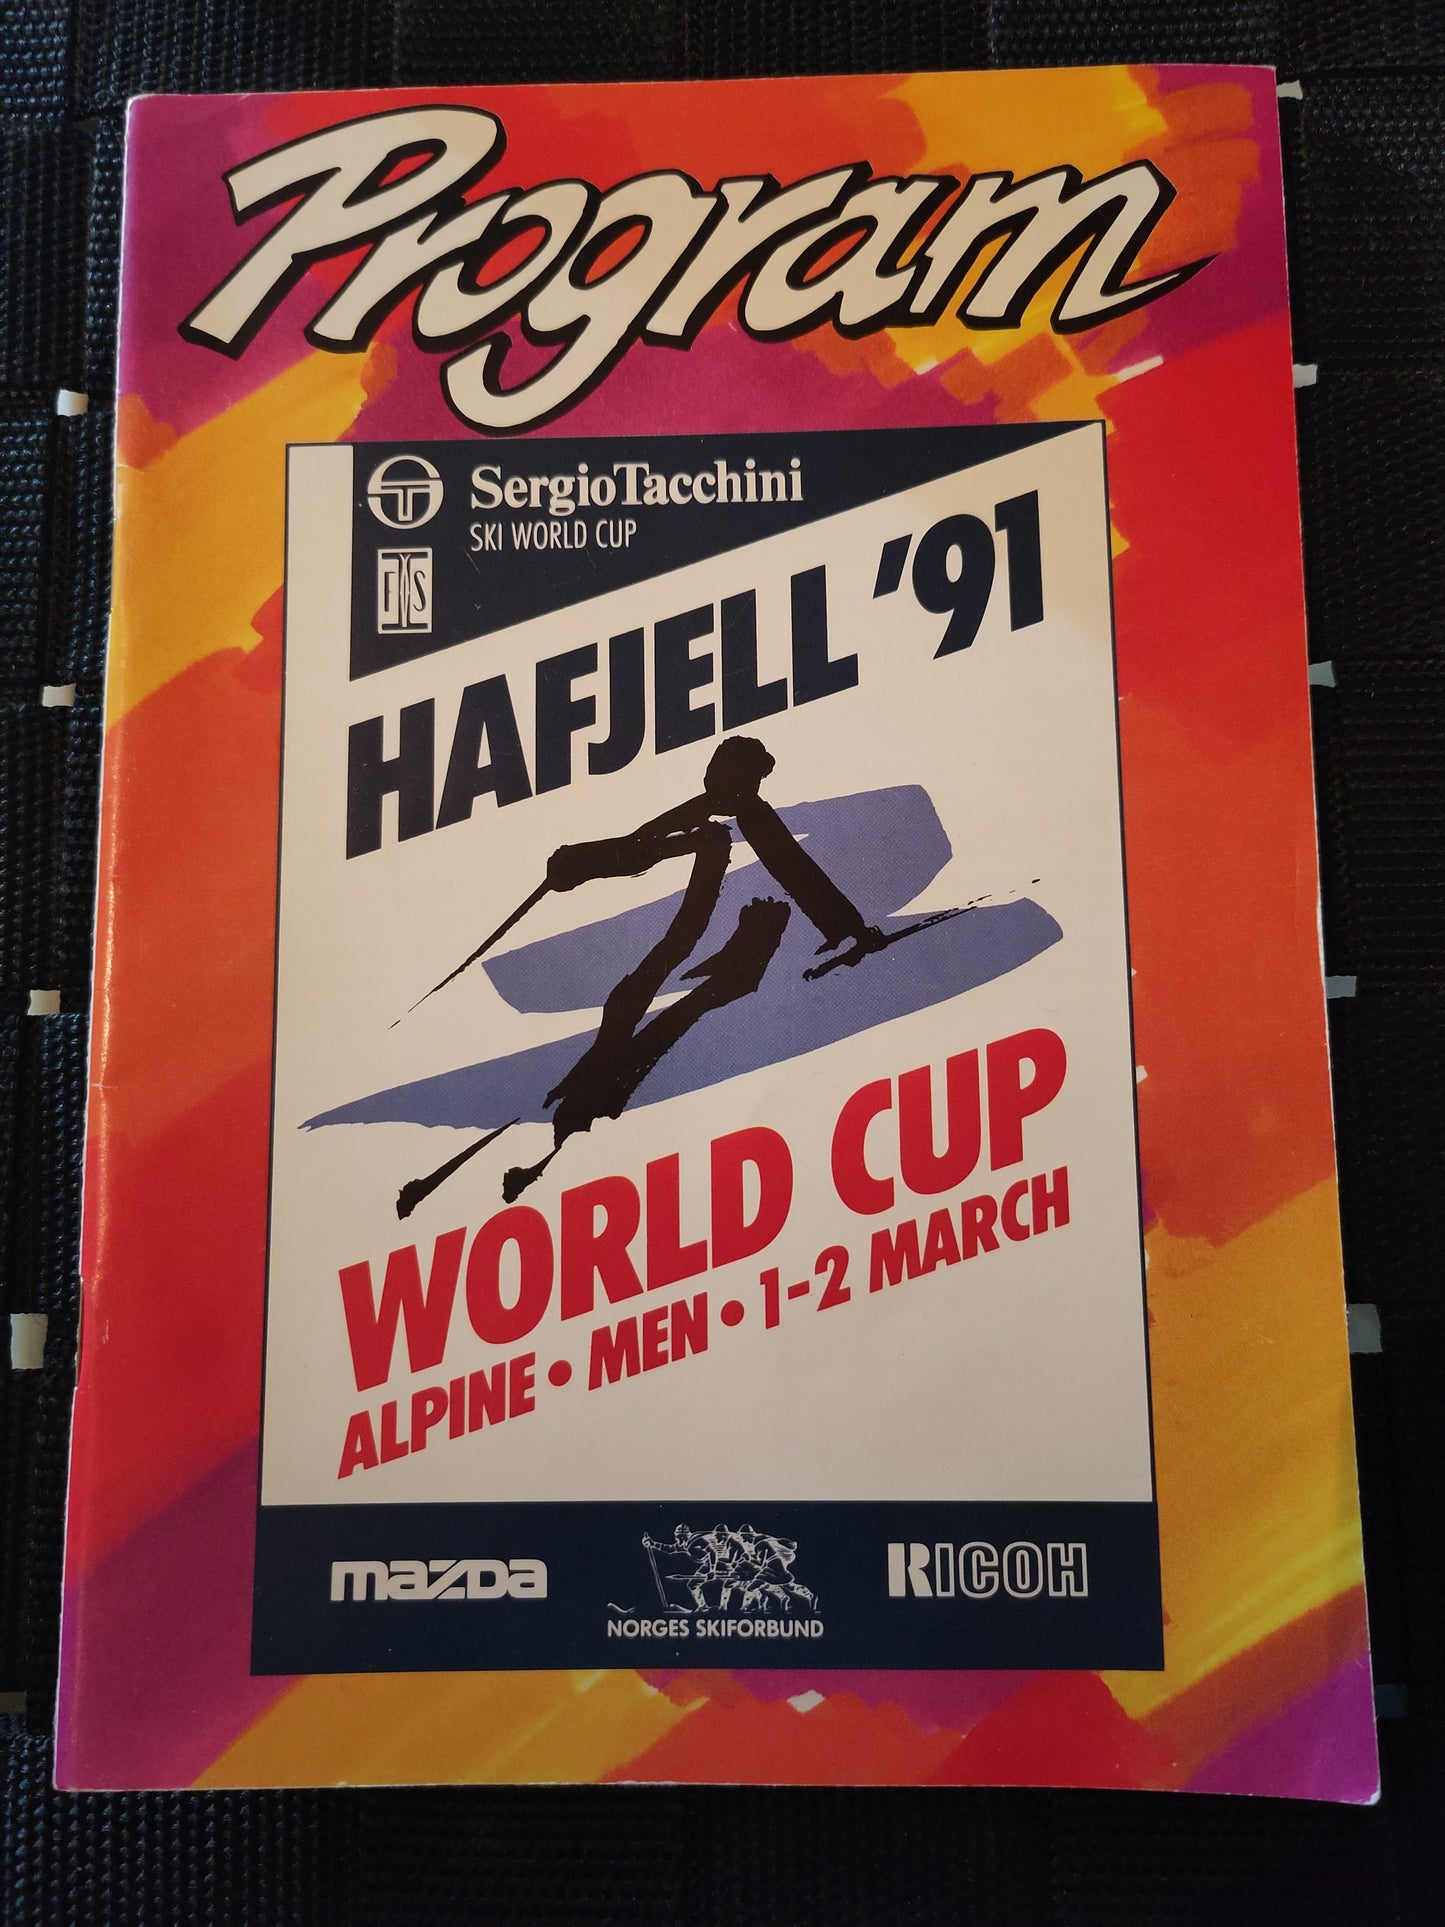 Program
ST
SergioTacchini
SKI WORLD CUP
FIS
HAFJELL '91
WORLD CUP
ALPINE • MEN • 1-2 MARCH
mazDa
NORGES SKIFORBUND
RICOH